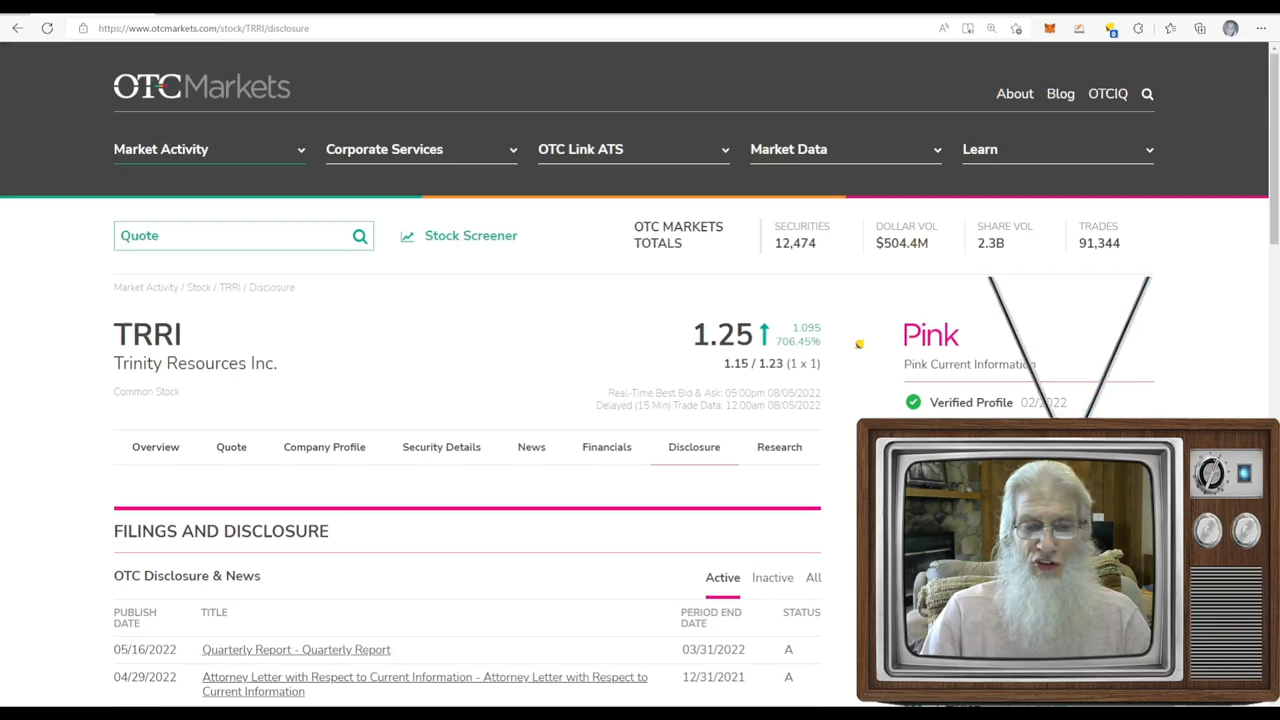 https://www.otcmarkets.com/stock/TRRI/disclosure
0
OTCMarkets
About Blog OTCIQ
Market Activity Corporate Services OTC Link ATS Market Data Learn
Quote
Stock Screener
OTC MARKETS TOTALS
SECURITIES
12,474
DOLLAR VOL
$504.4M
SHARE VOL
2.3B
TRADES
91,344
Market Activity / Stock / TRRI / Disclosure
TRRI
Trinity Resources Inc.
Common Stock
1.25
1.095
706.45%
1.15 / 1.23 (1 x 1)
Real-Time Best Bid & Ask: 05:00pm 08/05/2022
Delayed (15 Min) Trade Data: 12:00am 08/05/2022
Pink
Pink Current Information
Verified Profile 02/2022
Overview Quote Company Profile Security Details News Financials Disclosure Research
FILINGS AND DISCLOSURE
OTC Disclosure & News
Active Inactive All
PUBLISH DATE TITLE PERIOD END DATE STATUS
05/16/2022 Quarterly Report - Quarterly Report 03/31/2022 A
04/29/2022 Attorney Letter with Respect to Current Information - Attorney Letter with Respect to Current Information 12/31/2021 A